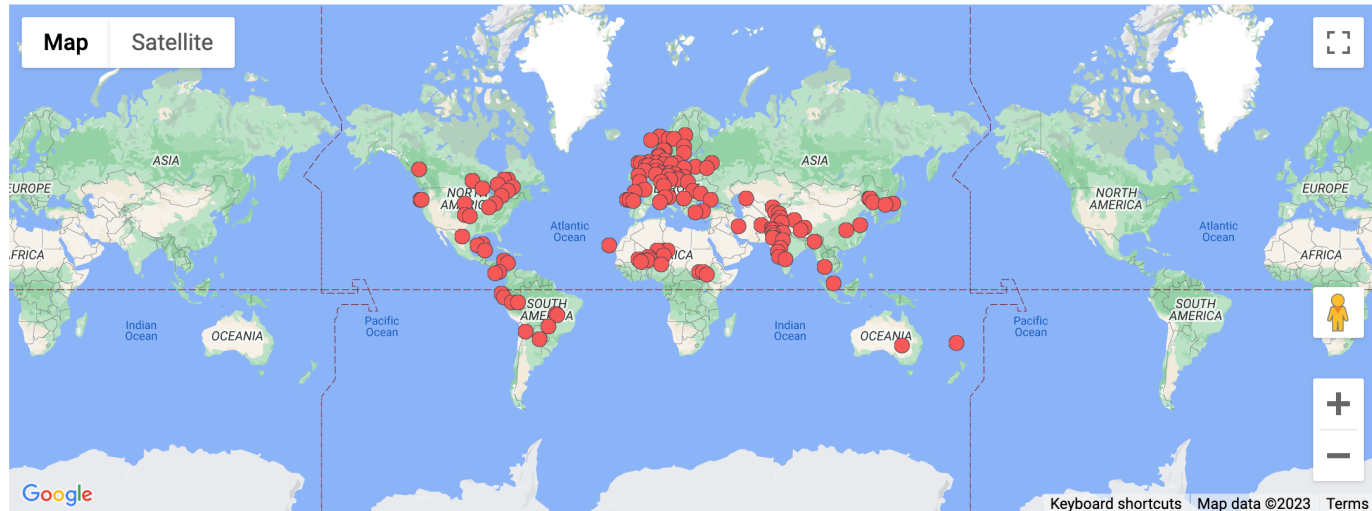 Map
Satellite
ASIA
ASIA
EUROPE
NORTH
AMERICA
NORTH
AMERICA
EUROPE
Atlantic
Ocean
Atlantic
Ocean
AFRICA
AFRICA
SOUTH
AMERICA
SOUTH
AMERICA
Indian
Ocean
OCEANIA
Pacific
Ocean
Indian
Ocean
OCEANIA
Pacific
Ocean
Google
Keyboard shortcuts
Map data ©2023
Terms